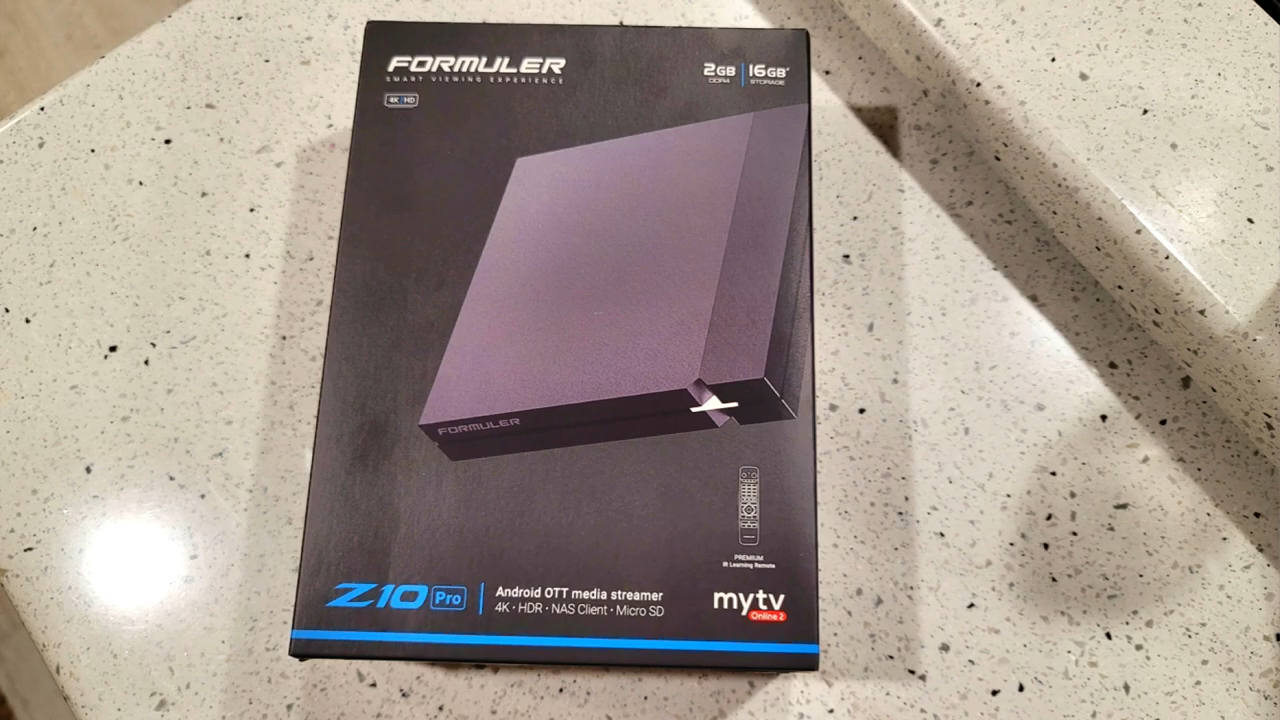 FORMULER
SMART VIEWING EXPERIENCE
4K HD
2GB
DDR4
16GB*
STORAGE
FORMULER
PREMIUM
IR Learning Remote
Z10 Pro
Android OTT media streamer
4K · HDR · NAS Client · Micro SD
mytv
Online 2